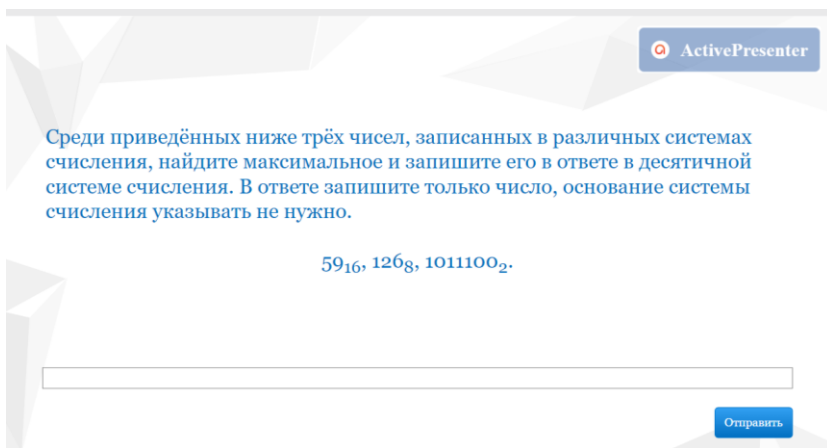 ActivePresenter
Среди приведённых ниже трёх чисел, записанных в различных системах
счисления, найдите максимальное и запишите его в ответе в десятичной
системе счисления. В ответе запишите только число, основание системы
счисления указывать не нужно.
59₁₆, 126₈, 1011100₂.
Отправить